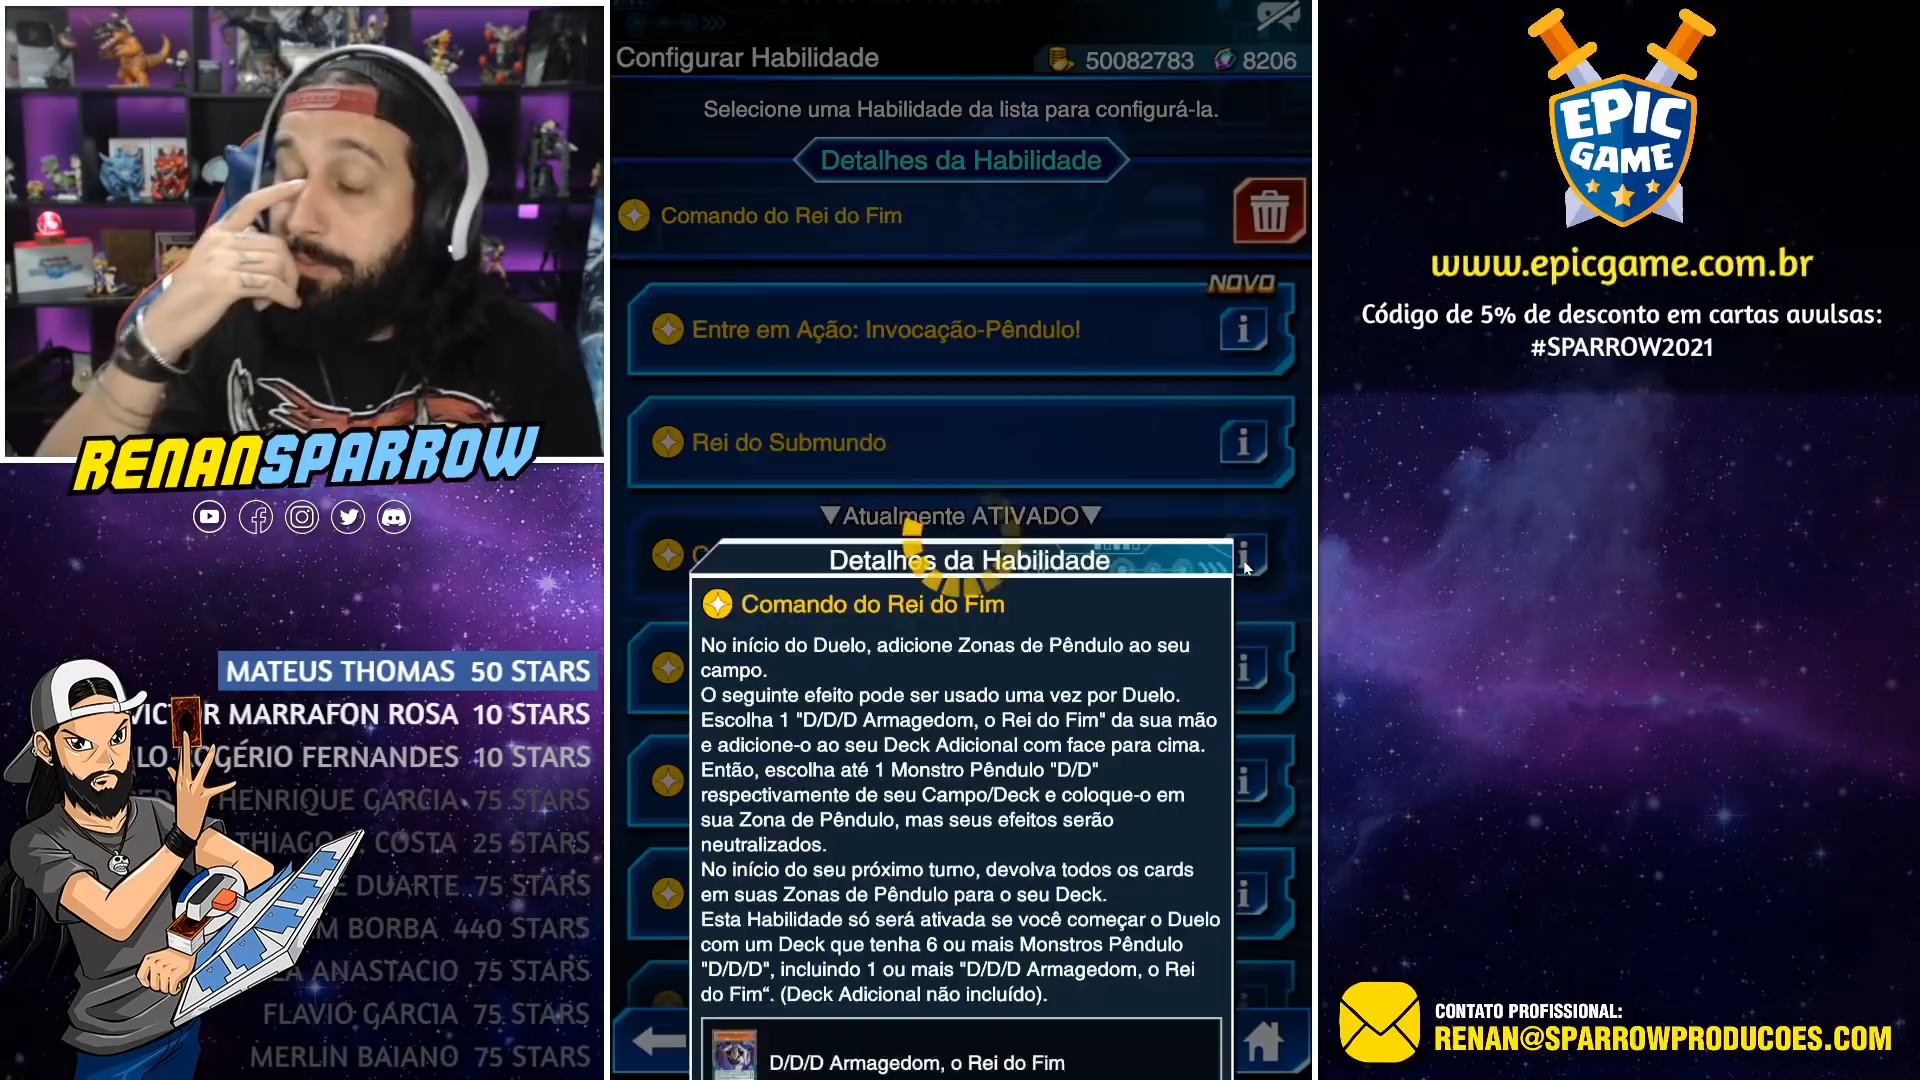 RENANSPARROW
MATEUS THOMAS 50 STARS
R MARRAFON ROSA 10 STARS
ROGÉRIO FERNANDES 10 STARS
HENRIQUE GARCIA 75 STARS
THIAGO COSTA 25 STARS
DUARTE 75 STARS
BORBA 440 STARS
ANASTACIO 75 STARS
FLAVIO GARCIA 75 STARS
MERLIN BAIANO 75 STARS
Configurar Habilidade
50082783
8206
Selecione uma Habilidade da lista para configurá-la.
Detalhes da Habilidade
Comando do Rei do Fim
NOVO
Entre em Ação: Invocação-Pêndulo!
Rei do Submundo
▼Atualmente ATIVADO▼
Detalhes da Habilidade
Comando do Rei do Fim
No início do Duelo, adicione Zonas de Pêndulo ao seu
campo.
O seguinte efeito pode ser usado uma vez por Duelo.
Escolha 1 "D/D/D Armagedom, o Rei do Fim" da sua mão
e adicione-o ao seu Deck Adicional com face para cima.
Então, escolha até 1 Monstro Pêndulo "D/D"
respectivamente de seu Campo/Deck e coloque-o em
sua Zona de Pêndulo, mas seus efeitos serão
neutralizados.
No início do seu próximo turno, devolva todos os cards
em suas Zonas de Pêndulo para o seu Deck.
Esta Habilidade só será ativada se você começar o Duelo
com um Deck que tenha 6 ou mais Monstros Pêndulo
"D/D/D", incluindo 1 ou mais "D/D/D Armagedom, o Rei
do Fim“. (Deck Adicional não incluído).
D/D/D Armagedom, o Rei do Fim
EPIC
GAME
www.epicgame.com.br
Código de 5% de desconto em cartas avulsas:
#SPARROW2021
CONTATO PROFISSIONAL:
RENAN@SPARROWPRODUCOES.COM